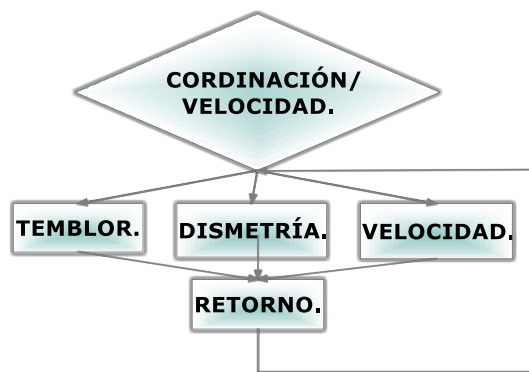 CORDINACIÓN/
VELOCIDAD.
TEMBLOR.
DISMETRÍA.
VELOCIDAD.
RETORNO.